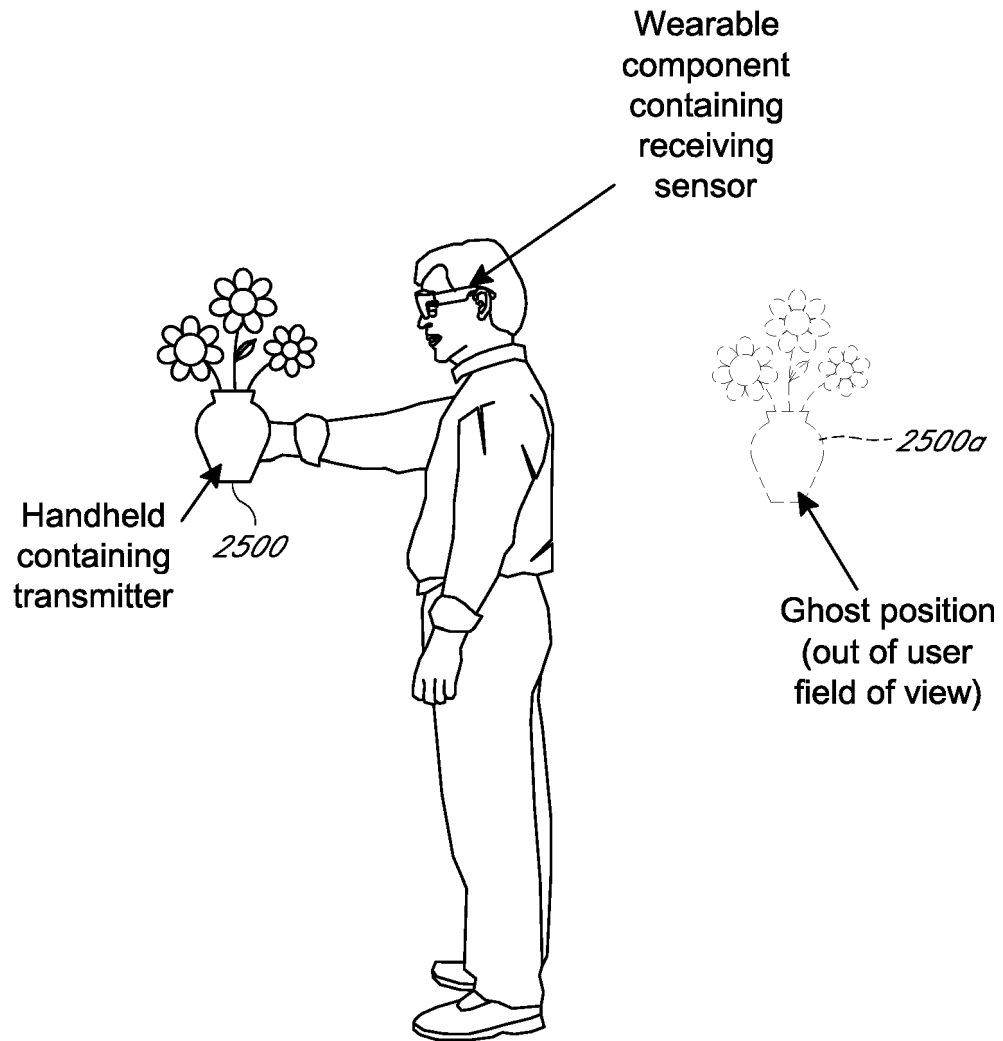 Wearable
component
containing
receiving
sensor
2500a
Handheld
containing
transmitter
2500
Ghost position
(out of user
field of view)